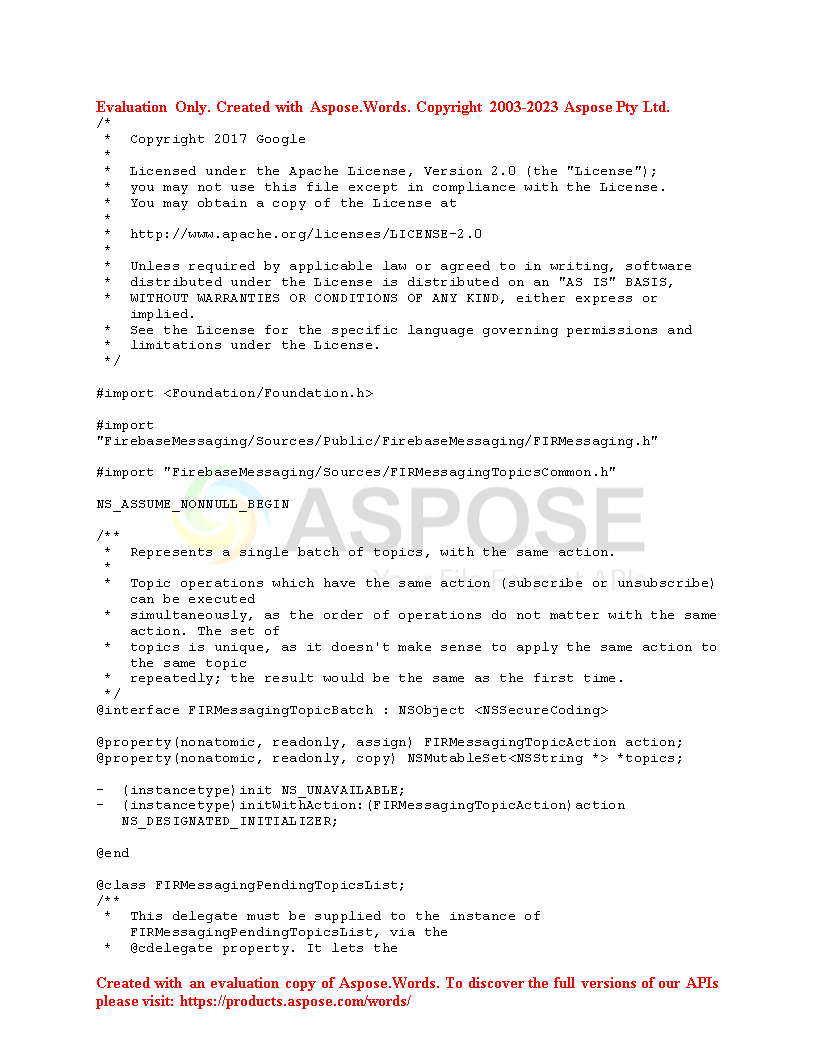 Evaluation Only. Created with Aspose.Words. Copyright 2003-2023 Aspose Pty Ltd.
/*
 * Copyright 2017 Google
 *
 * Licensed under the Apache License, Version 2.0 (the "License");
 * you may not use this file except in compliance with the License.
 * You may obtain a copy of the License at
 *
 * http://www.apache.org/licenses/LICENSE-2.0
 *
 * Unless required by applicable law or agreed to in writing, software
 * distributed under the License is distributed on an "AS IS" BASIS,
 * WITHOUT WARRANTIES OR CONDITIONS OF ANY KIND, either express or
   implied.
 * See the License for the specific language governing permissions and
 * limitations under the License.
 */
#import <Foundation/Foundation.h>
#import
"FirebaseMessaging/Sources/Public/FirebaseMessaging/FIRMessaging.h"
#import "FirebaseMessaging/Sources/FIRMessagingTopicsCommon.h"
NS_ASSUME_NONNULL_BEGIN
ASPOSE
Your File Format APIs
/**
 * Represents a single batch of topics, with the same action.
 *
 * Topic operations which have the same action (subscribe or unsubscribe)
   can be executed
 * simultaneously, as the order of operations do not matter with the same
   action. The set of
 * topics is unique, as it doesn't make sense to apply the same action to
   the same topic
 * repeatedly; the result would be the same as the first time.
 */
@interface FIRMessagingTopicBatch : NSObject <NSSecureCoding>
@property(nonatomic, readonly, assign) FIRMessagingTopicAction action;
@property(nonatomic, readonly, copy) NSMutableSet<NSString *> *topics;
- (instancetype)init NS_UNAVAILABLE;
- (instancetype)initWithAction:(FIRMessagingTopicAction)action
  NS_DESIGNATED_INITIALIZER;
@end
@class FIRMessagingPendingTopicsList;
/**
 * This delegate must be supplied to the instance of
   FIRMessagingPendingTopicsList, via the
 * @cdelegate property. It lets the
Created with an evaluation copy of Aspose.Words. To discover the full versions of our APIs
please visit: https://products.aspose.com/words/